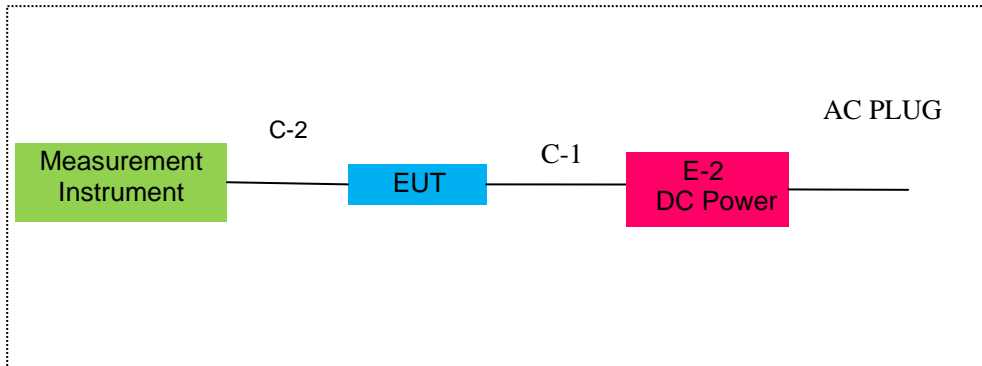 AC PLUG
C-2
C-1
Measurement
Instrument
EUT
E-2
DC Power